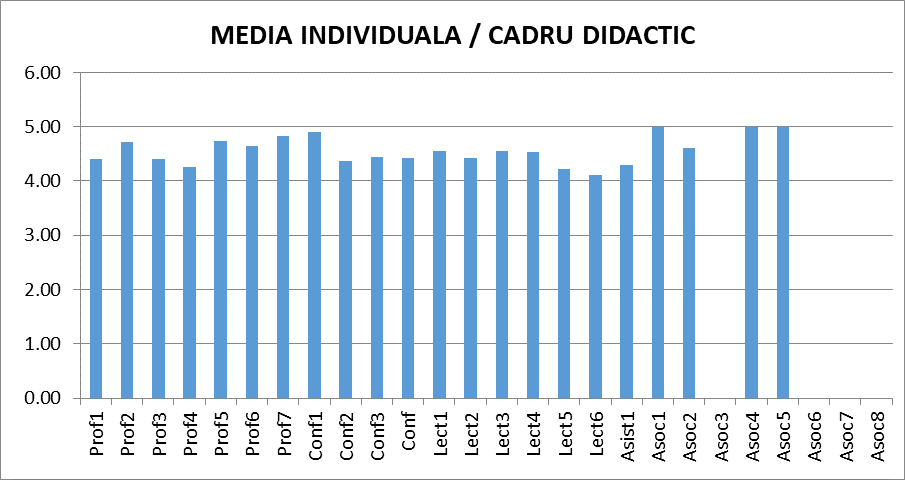 MEDIA INDIVIDUALA / CADRU DIDACTIC
6.00
5.00
4.00
3.00
2.00
1.00
0.00
Prof1
Prof2
Prof3
Prof4
Prof5
Prof6
Prof7
Conf1
Conf2
Conf3
Conf
Lect1
Lect2
Lect3
Lect4
Lect5
Lect6
Asist1
Asoc1
Asoc2
Asoc3
Asoc4
Asoc5
Asoc6
Asoc7
Asoc8